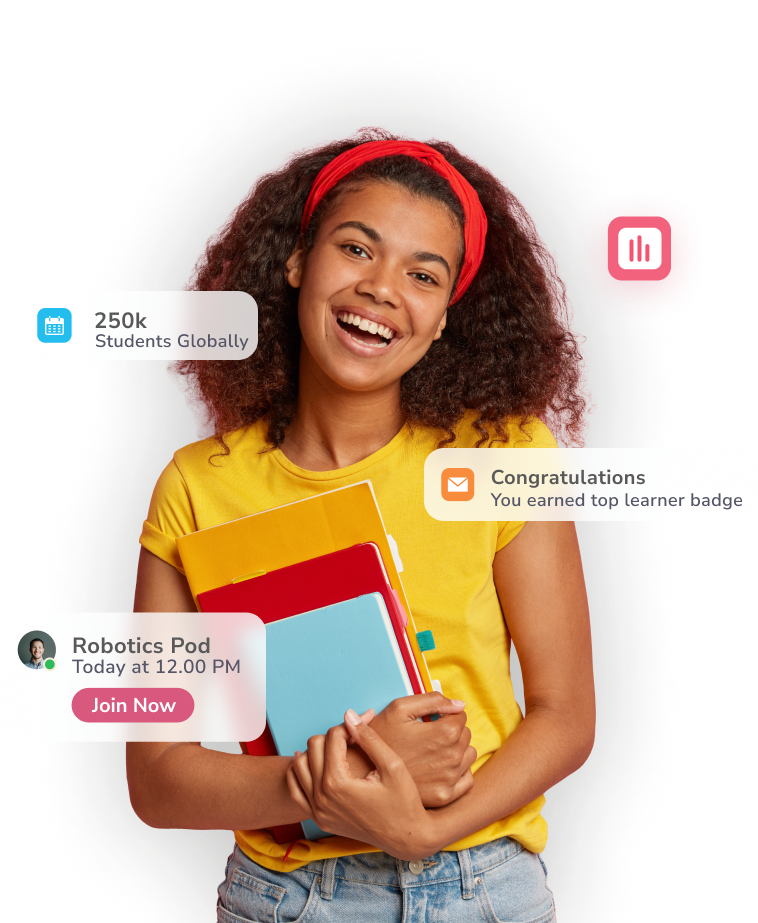 250k
Students Globally
Congratulations
You earned top learner badge
Robotics Pod
Today at 12.00 PM
Join Now